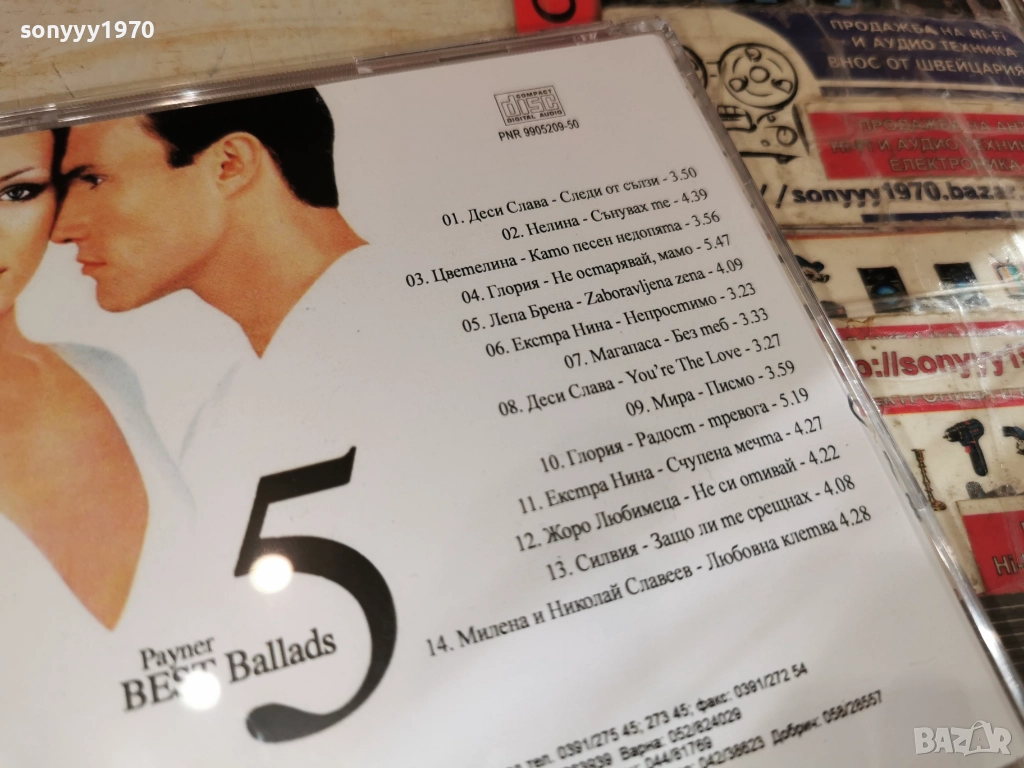 sonyyy1970
ПРОДАЖБА НА Hi-Fi
И АУДИО ТЕХНИКА
ВНОС ОТ ШВЕЙЦАРИЯ
COMPACT
disc
DIGITAL AUDIO
PNR 9905209-50
//sonyyy1970.bazar.
01. Деси Слава - Следи от сълзи - 3.50
02. Нелина - Сънувах те - 4.39
03. Цветелина - Като песен недопята - 3.56
04. Глория - Не остарявай, мамо - 5.47
05. Лепа Брена - Zaboravljena zena - 4.09
06. Екстра Нина - Непростимо - 3.23
07. Магапаса - Без теб - 3.33
08. Деси Слава - You're The Love - 3.27
09. Мира - Писмо - 3.59
10. Глория - Радост - тревога - 5.19
11. Екстра Нина - Счупена мечта - 4.27
12. Жоро Любимеца - Не си отивай - 4.22
13. Силвия - Защо ли те срещнах - 4.08
14. Милена и Николай Славеев - Любовна клетва 4.28
5
Payner
BEST Ballads
тел. 0391/275 45; 273 45; факс: 0391/272 54
Варна: 052/824029
044/81769
042/38623 Добрич: 058/28557
BAZAR